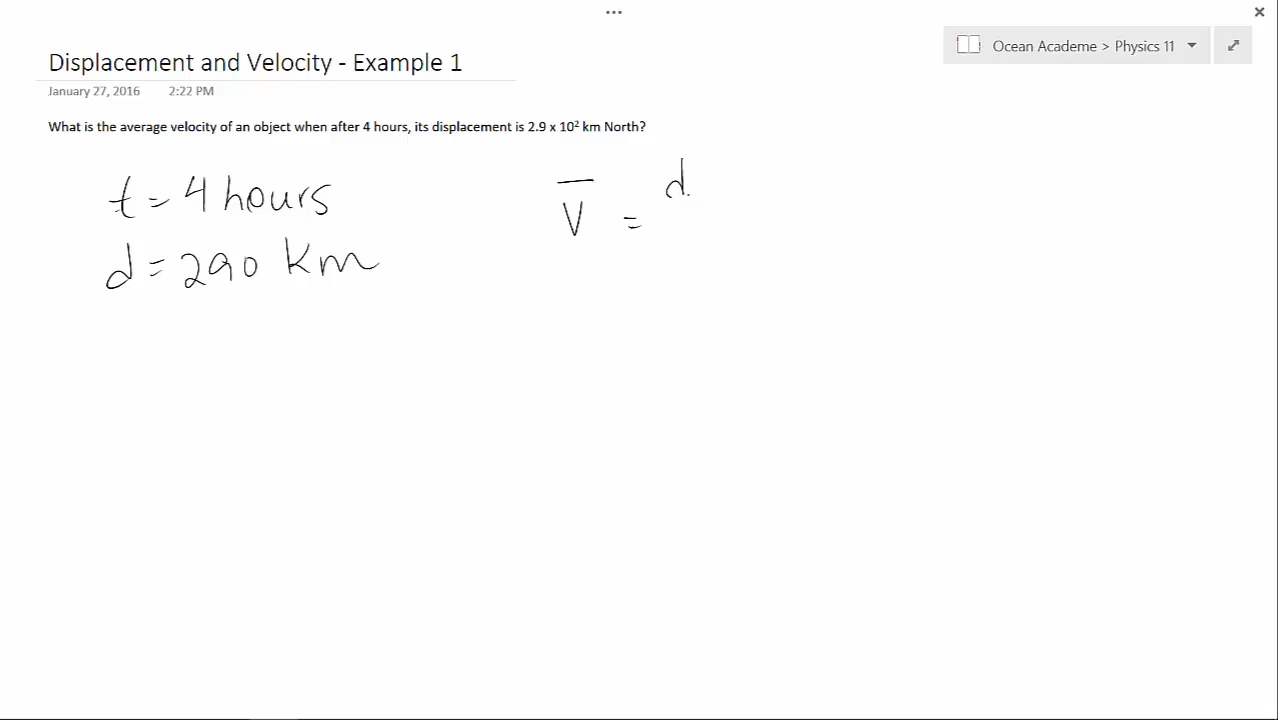 ...
Ocean Academe > Physics 11
Displacement and Velocity - Example 1
January 27, 2016 2:22 PM
What is the average velocity of an object when after 4 hours, its displacement is 2.9 x 10² km North?
t = 4 hours
d = 290 km
V̅ = d